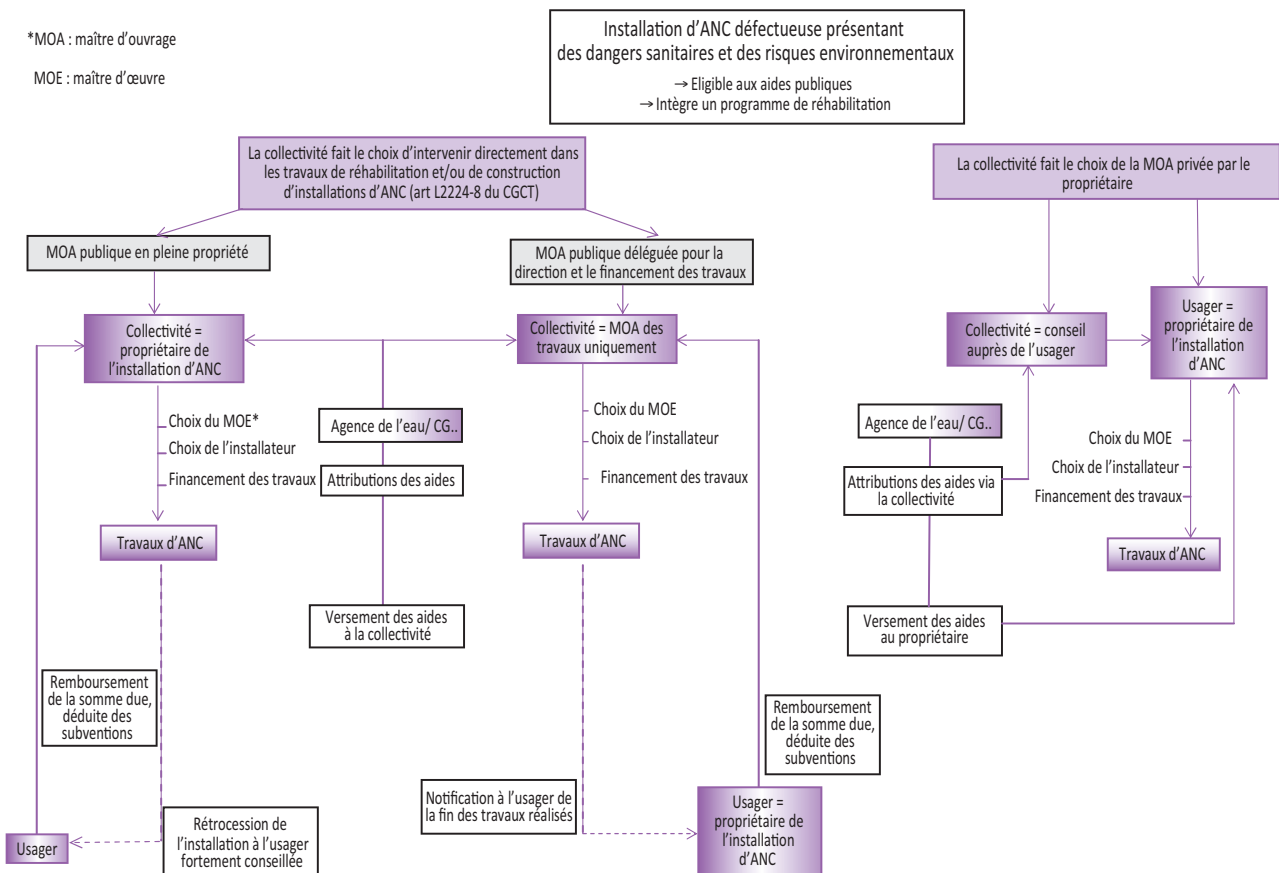 *MOA : maître d'ouvrage
MOE : maître d'œuvre
Installation d'ANC défectueuse présentant
des dangers sanitaires et des risques environnementaux
→ Eligible aux aides publiques
→ Intègre un programme de réhabilitation
La collectivité fait le choix d'intervenir directement dans
les travaux de réhabilitation et/ou de construction
d'installations d'ANC (art L2224-8 du CGCT)
La collectivité fait le choix de la MOA privée par le
propriétaire
MOA publique en pleine propriété
MOA publique déléguée pour la
direction et le financement des travaux
Collectivité =
propriétaire de
l'installation d'ANC
Collectivité = MOA des
travaux uniquement
Collectivité = conseil
auprès de l'usager
Usager =
propriétaire de
l'installation
d'ANC
Choix du MOE*
Choix de l'installateur
Financement des travaux
Agence de l'eau/ CG..
Attributions des aides
Choix du MOE
Choix de l'installateur
Financement des travaux
Agence de l'eau/ CG..
Attributions des aides via
la collectivité
Choix du MOE
Choix de l'installateur
Financement des travaux
Travaux d'ANC
Travaux d'ANC
Travaux d'ANC
Versement des aides
à la collectivité
Versement des aides
au propriétaire
Remboursement
de la somme due,
déduite des
subventions
Remboursement
de la somme due,
déduite des
subventions
Notification à l'usager de
la fin des travaux réalisés
Usager
Rétrocession de
l'installation à l'usager
fortement conseillée
Usager =
propriétaire de
l'installation
d'ANC